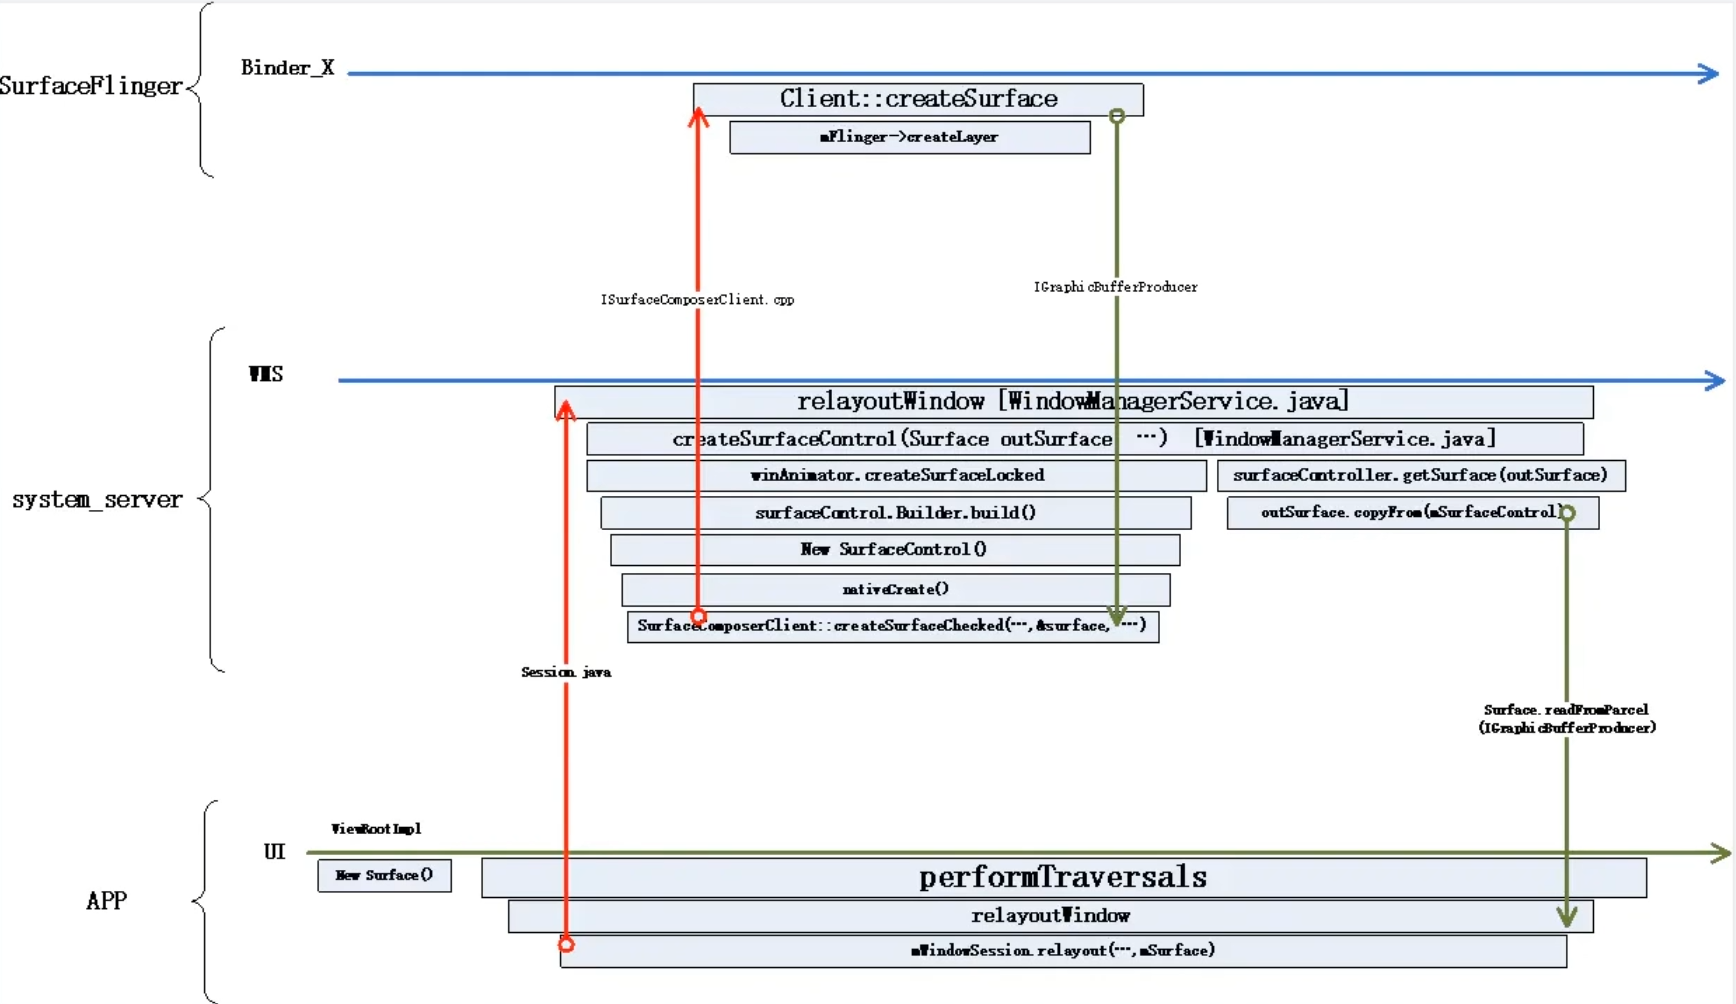 Binder_X
SurfaceFlinger
Client::createSurface
mFlinger->createLayer
IGraphicBufferProducer
ISurfaceComposerClient.cpp
WMS
relayoutWindow [WindowManagerService.java]
createSurfaceControl(Surface outSurface …) [WindowManagerService.java]
winAnimator.createSurfaceLocked
surfaceController.getSurface(outSurface)
system_server
surfaceControl.Builder.build()
outSurface.copyFrom(mSurfaceControl)
New SurfaceControl()
nativeCreate()
SurfaceComposerClient::createSurfaceChecked(…,&surface, …)
Session.java
Surface.readFromParcel
(IGraphicBufferProducer)
ViewRootImpl
UI
New Surface()
performTraversals
APP
relayoutWindow
mWindowSession.relayout(…,mSurface)